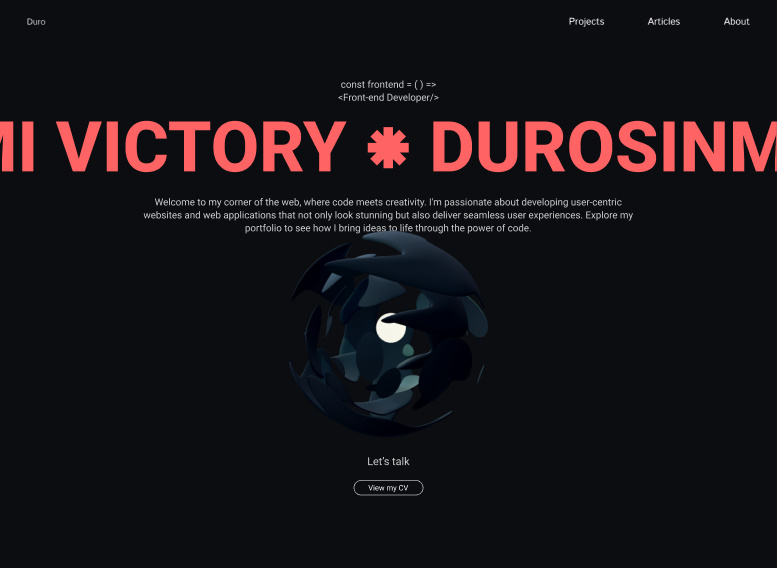 Duro
Projects
Articles
About
const frontend = ( ) =>
<Front-end Developer/>
MI VICTORY ✱ DUROSINM
Welcome to my corner of the web, where code meets creativity. I'm passionate about developing user-centric
websites and web applications that not only look stunning but also deliver seamless user experiences. Explore my
portfolio to see how I bring ideas to life through the power of code.
Let's talk
View my CV